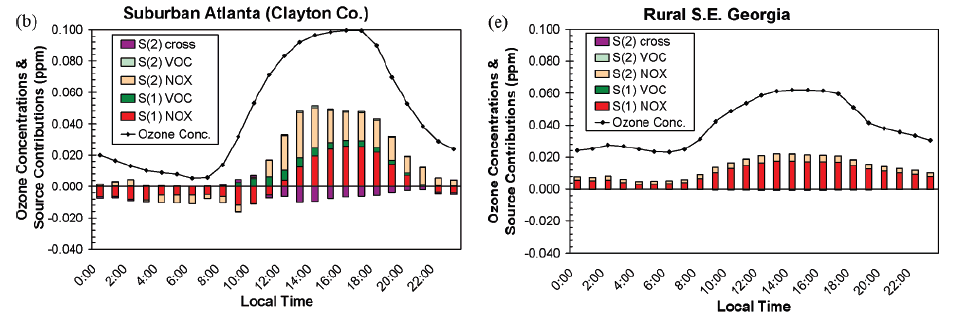 (b)
Suburban Atlanta (Clayton Co.)
Ozone Concentrations &
Source Contributions (ppm)
0.100
0.080
0.060
0.040
0.020
0.000
-0.020
-0.040
S(2) cross
S(2) VOC
S(2) NOX
S(1) VOC
S(1) NOX
Ozone Conc.
0:00
2:00
4:00
6:00
8:00
10:00
12:00
14:00
16:00
18:00
20:00
22:00
Local Time
(e)
Rural S.E. Georgia
Ozone Concentrations &
Source Contributions (ppm)
0.100
0.080
0.060
0.040
0.020
0.000
-0.020
-0.040
S(2) cross
S(2) VOC
S(2) NOX
S(1) VOC
S(1) NOX
Ozone Conc.
0:00
2:00
4:00
6:00
8:00
10:00
12:00
14:00
16:00
18:00
20:00
22:00
Local Time